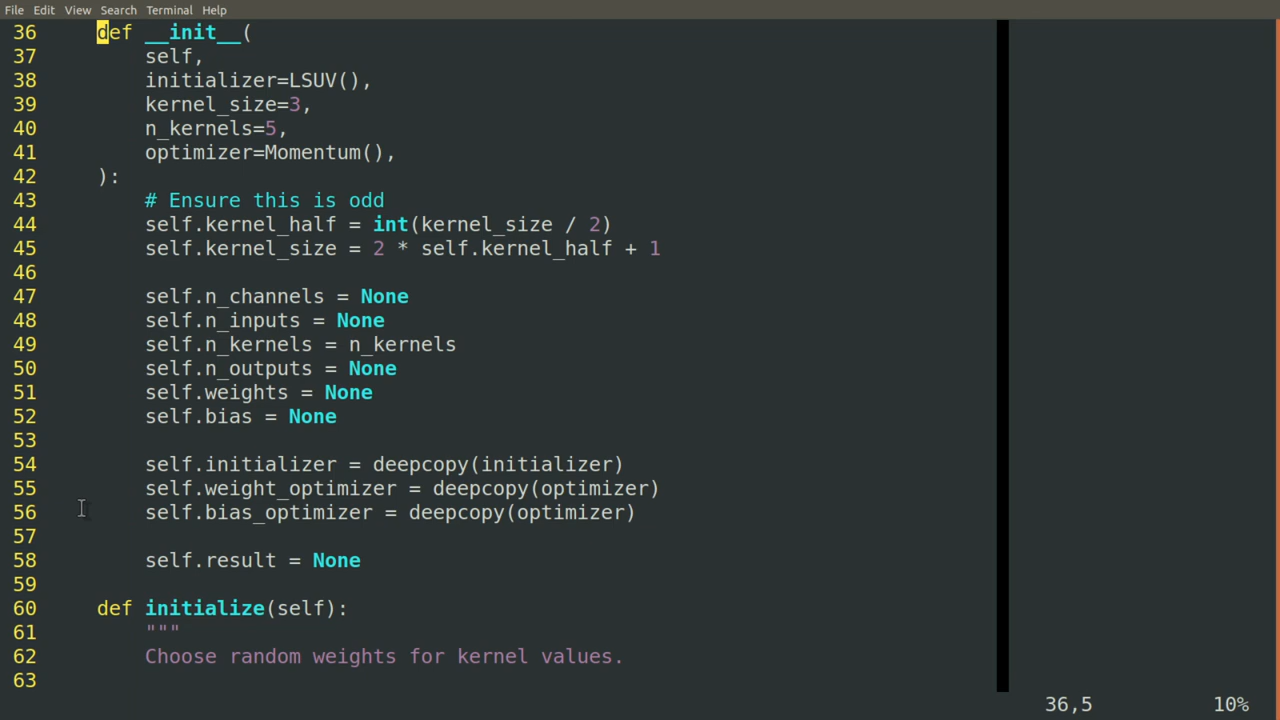 File Edit View Search Terminal Help
36 def __init__(
37 self,
38 initializer=LSUV(),
39 kernel_size=3,
40 n_kernels=5,
41 optimizer=Momentum(),
42 ):
43 # Ensure this is odd
44 self.kernel_half = int(kernel_size / 2)
45 self.kernel_size = 2 * self.kernel_half + 1
46
47 self.n_channels = None
48 self.n_inputs = None
49 self.n_kernels = n_kernels
50 self.n_outputs = None
51 self.weights = None
52 self.bias = None
53
54 self.initializer = deepcopy(initializer)
55 self.weight_optimizer = deepcopy(optimizer)
56 self.bias_optimizer = deepcopy(optimizer)
57
58 self.result = None
59
60 def initialize(self):
61 """
62 Choose random weights for kernel values.
63
36,5 10%